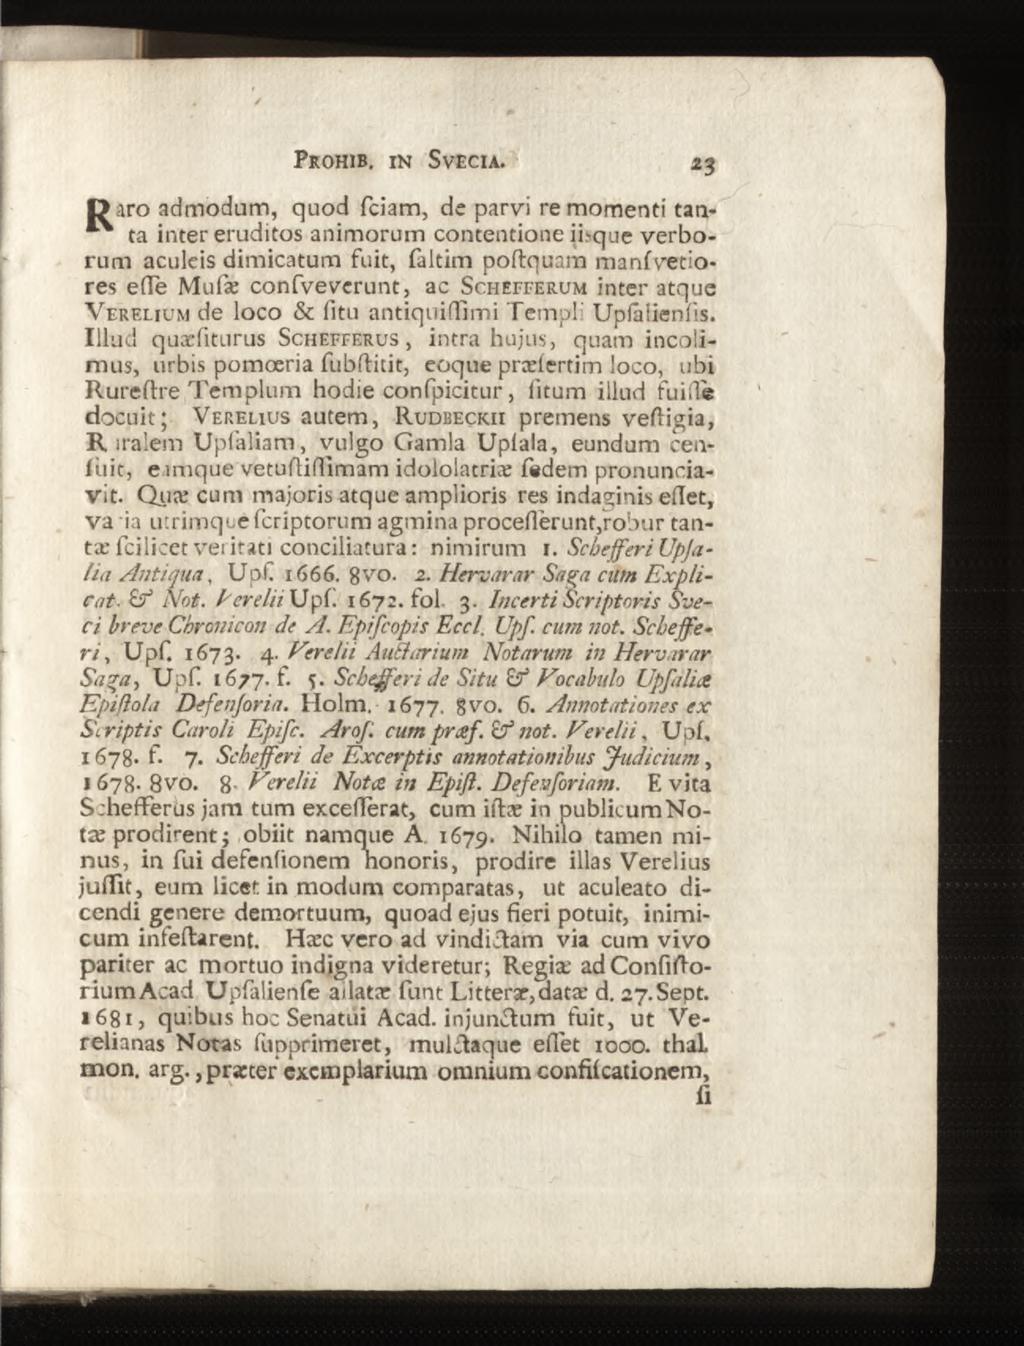 PROHIB. IN SVECIA. 23
Raro admodum, quod ſciam, de parvi re momenti tan-
ta inter eruditos animorum contentione iisque verbo-
rum aculeis dimicatum fuit, ſaltim poſtquam manſvetio-
res eſſe Muſæ conſveverunt, ac SCHEFFERUM inter atque
VERELIUM de loco & ſitu antiquiſſimi Templi Upſalienſis.
Illud quæſiturus SCHEFFERUS, intra hujus, quam incoli-
mus, urbis pomœria ſubſtitit, eoque præſertim loco, ubi
Rureſtre Templum hodie conſpicitur, ſitum illud fuiſſe
docuit; VERELIUS autem, RUDBECKII premens veſtigia,
Ruralem Upſaliam, vulgo Gamla Upſala, eundum cen-
ſuit, eamque vetuſtiſſimam idololatriæ ſedem pronuncia-
vit. Quæ cum majoris atque amplioris res indaginis eſſet,
varia utrimque ſcriptorum agmina proceſſerunt,robur tan-
tæ ſcilicet veritati conciliatura: nimirum 1. Schefferi Upſa-
lia Antiqua, Upſ. 1666. 8vo. 2. Hervarar Saga cum Expli-
cat. & Not. Verelii Upſ. 1672. fol. 3. Incerti Scriptoris Sve-
ci breve Chronicon de A. Epiſcopis Eccl. Upſ. cum not. Scheffe-
ri, Upſ. 1673. 4. Verelii Auctarium Notarum in Hervarar
Saga, Upſ. 1677. f. 5. Schefferi de Situ & Vocabulo Upſaliæ
Epiſtola Defenſoria. Holm. 1677. 8vo. 6. Annotationes ex
Scriptis Caroli Epiſc. Aroſ. cum præf. & not. Verelii, Upſ.
1678. f. 7. Schefferi de Excerptis annotationibus Judicium,
1678. 8vo. 8. Verelii Notæ in Epiſt. Defenſoriam. E vita
Schefferus jam tum exceſſerat, cum iſtæ in publicum No-
tæ prodirent; obiit namque A. 1679. Nihilo tamen mi-
nus, in ſui defenſionem honoris, prodire illas Verelius
juſſit, eum licet in modum comparatas, ut aculeato di-
cendi genere demortuum, quoad ejus fieri potuit, inimi-
cum infeſtarent. Hæc vero ad vindictam via cum vivo
pariter ac mortuo indigna videretur; Regiæ ad Conſiſto-
rium Acad. Upſalienſe allatæ ſunt Litteræ, datæ d. 27. Sept.
1681, quibus hoc Senatui Acad. injunctum fuit, ut Ve-
relianas Notas ſupprimeret, mulctaque eſſet 1000. thal.
mon. arg., præter exemplarium omnium confiſcationem,
ſi